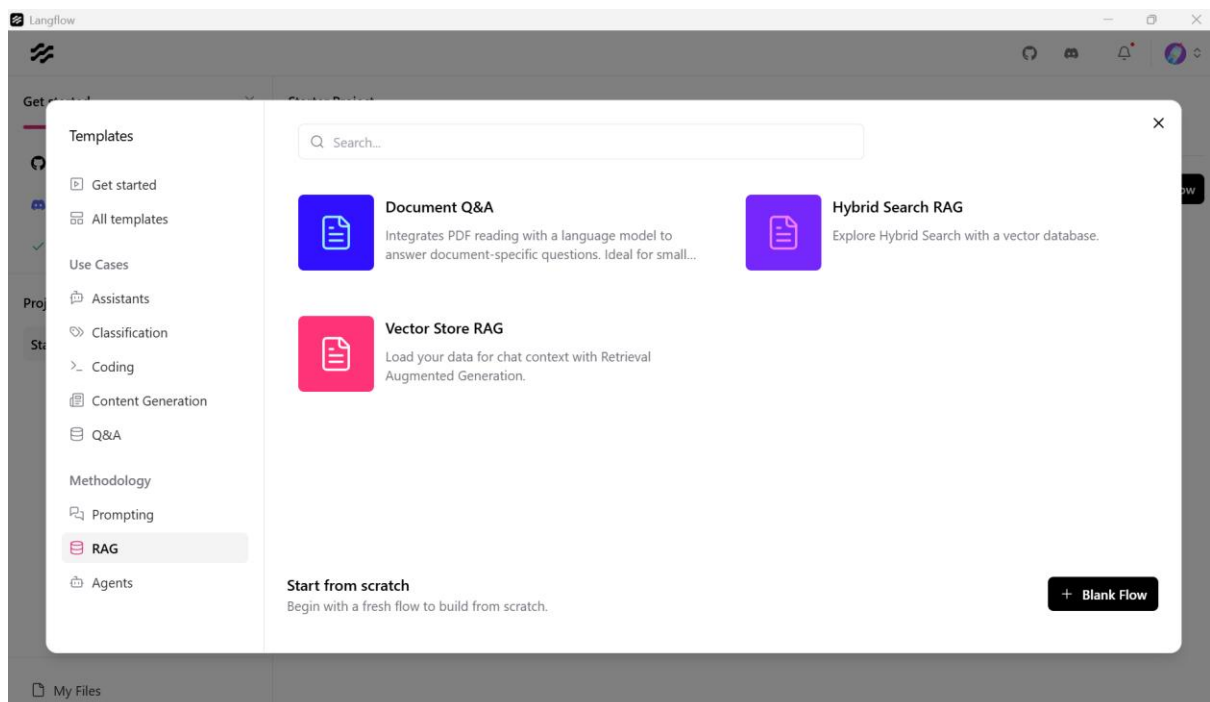 Langflow
Templates
Get started
All templates
Use Cases
Assistants
Classification
Coding
Content Generation
Q&A
Methodology
Prompting
RAG
Agents
Search...
Document Q&A
Integrates PDF reading with a language model to
answer document-specific questions. Ideal for small...
Hybrid Search RAG
Explore Hybrid Search with a vector database.
Vector Store RAG
Load your data for chat context with Retrieval
Augmented Generation.
Start from scratch
Begin with a fresh flow to build from scratch.
+ Blank Flow
My Files